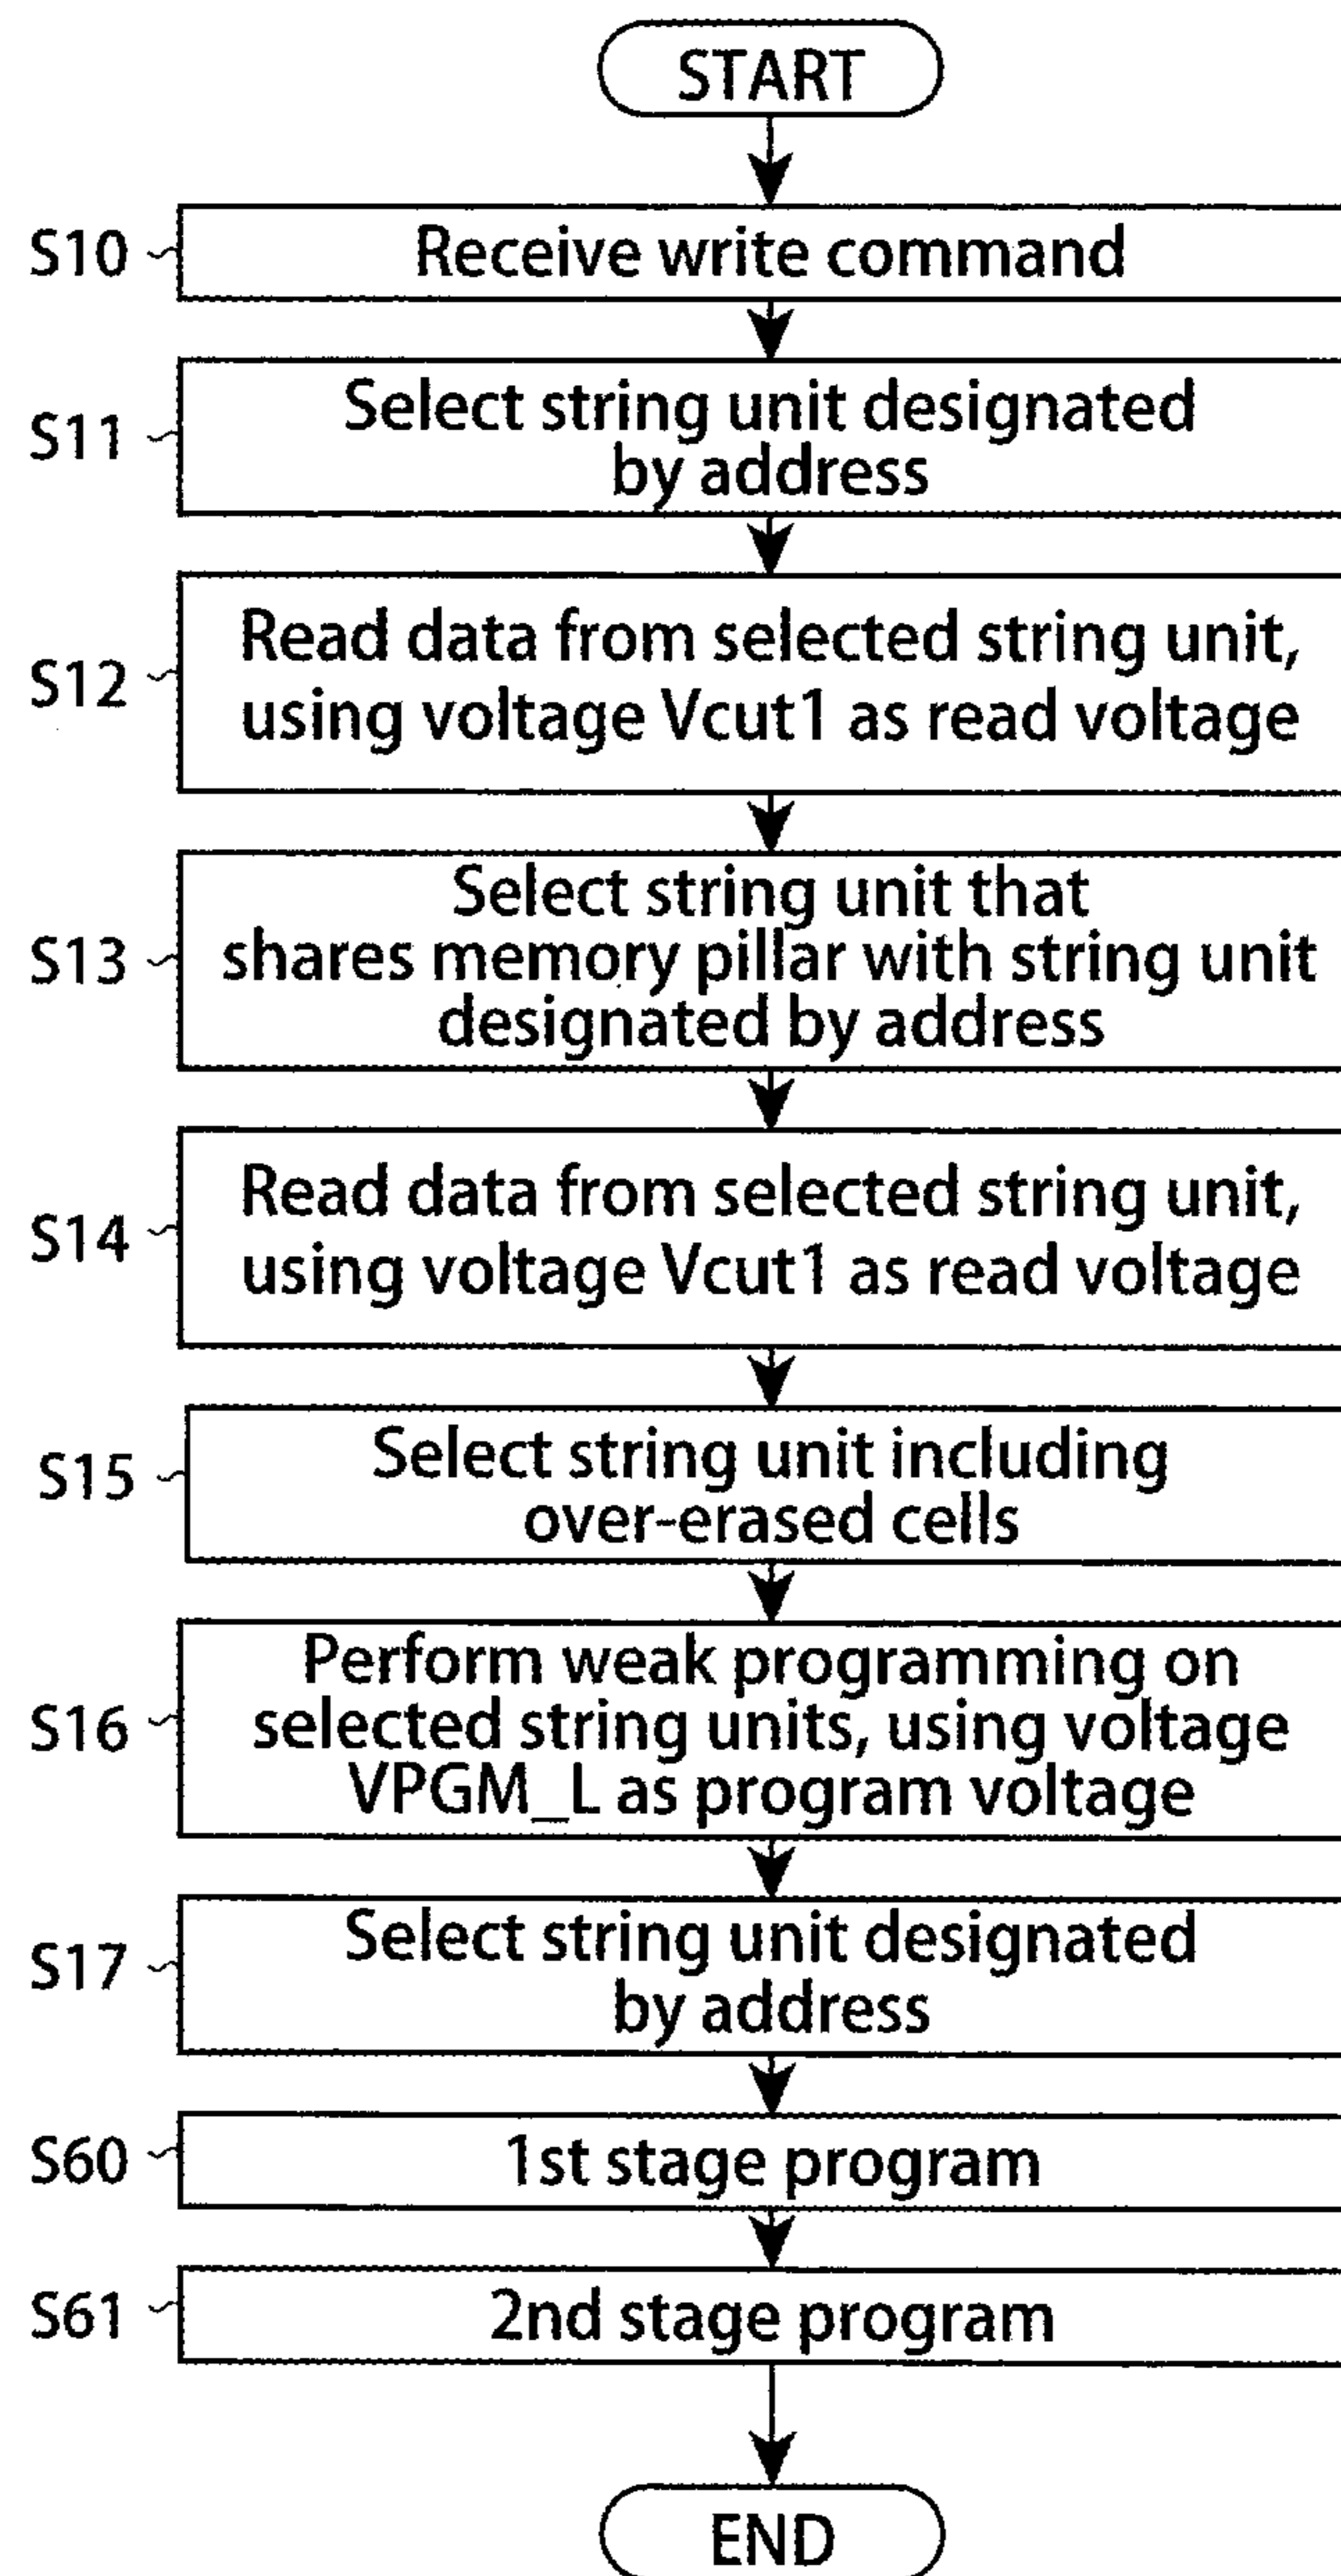 START
S10
Receive write command
S11
Select string unit designated
by address
S12
Read data from selected string unit,
using voltage Vcut1 as read voltage
S13
Select string unit that
shares memory pillar with string unit
designated by address
S14
Read data from selected string unit,
using voltage Vcut1 as read voltage
S15
Select string unit including
over-erased cells
S16
Perform weak programming on
selected string units, using voltage
VPGM_L as program voltage
S17
Select string unit designated
by address
S60
1st stage program
S61
2nd stage program
END